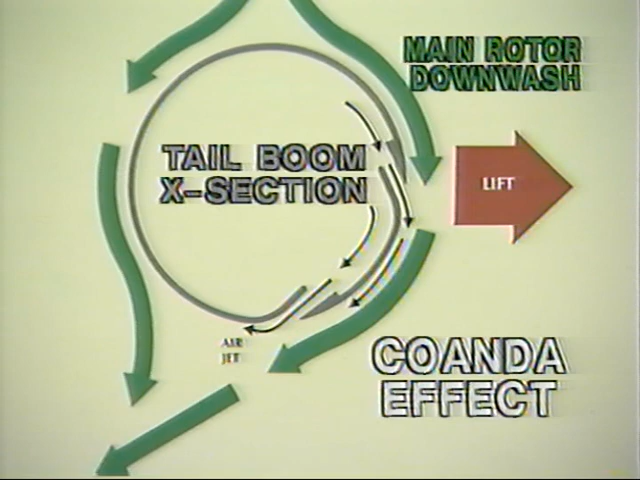 MAIN ROTOR
DOWNWASH
TAIL BOOM
X-SECTION
LIFT
AIR
JET
COANDA
EFFECT